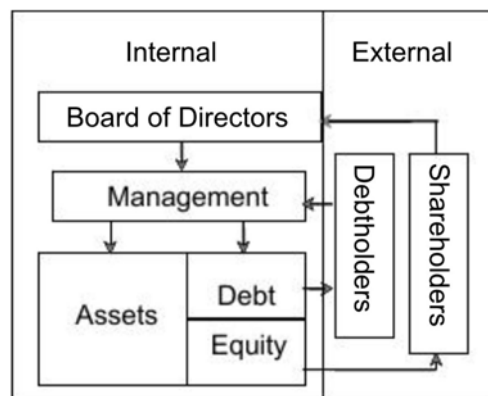 Internal
External
Board of Directors
Management
Debtholders
Shareholders
Assets
Debt
Equity